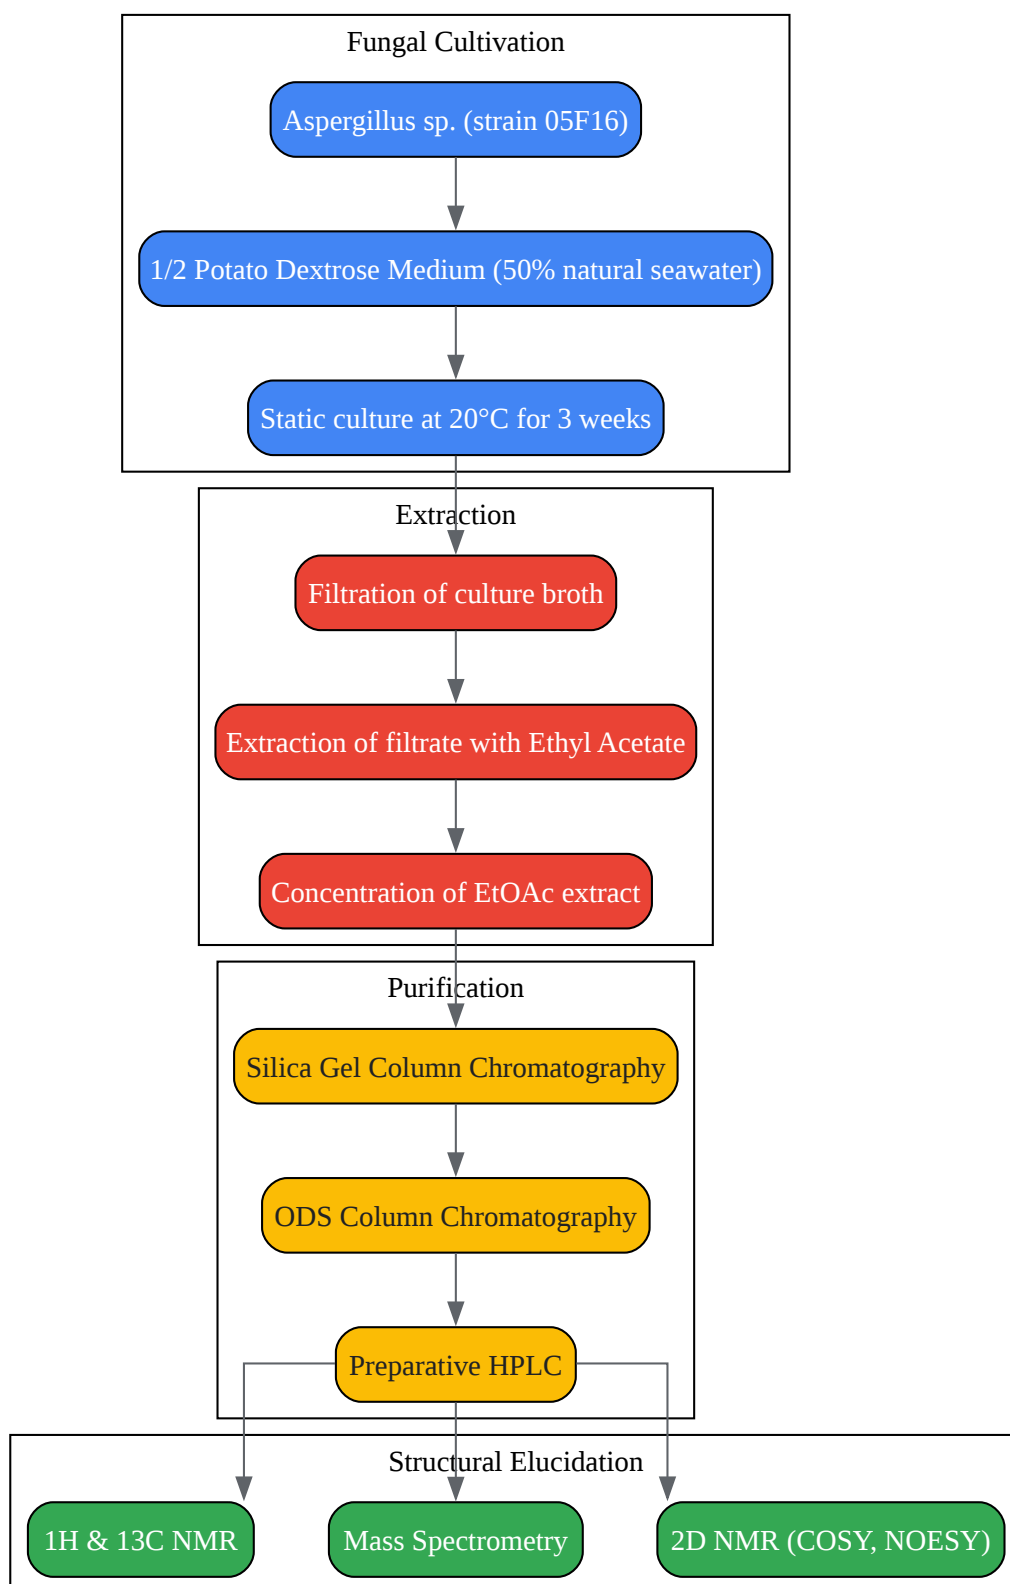 Fungal Cultivation
Aspergillus sp. (strain 05F16)
1/2 Potato Dextrose Medium (50% natural seawater)
Static culture at 20°C for 3 weeks
Extraction
Filtration of culture broth
Extraction of filtrate with Ethyl Acetate
Concentration of EtOAc extract
Purification
Silica Gel Column Chromatography
ODS Column Chromatography
Preparative HPLC
Structural Elucidation
1H & 13C NMR
Mass Spectrometry
2D NMR (COSY, NOESY)